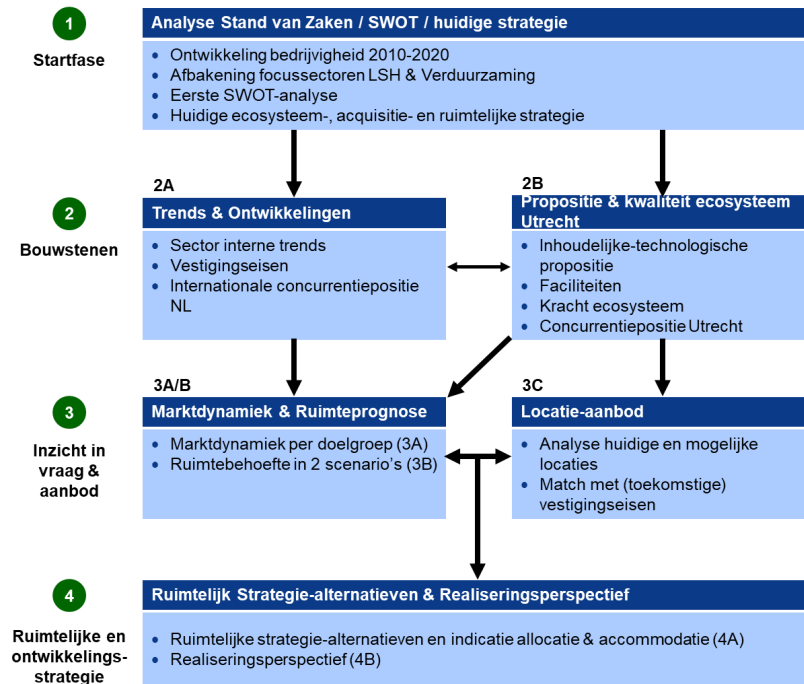 1
Startfase
Analyse Stand van Zaken / SWOT / huidige strategie
Ontwikkeling bedrijvigheid 2010-2020
Afbakening focussectoren LSH & Verduurzaming
Eerste SWOT-analyse
Huidige ecosysteem-, acquisitie- en ruimtelijke strategie
2
Bouwstenen
2A
Trends & Ontwikkelingen
Sector interne trends
Vestigingseisen
Internationale concurrentiepositie
NL
2B
Propositie & kwaliteit ecosysteem
Utrecht
Inhoudelijke-technologische
propositie
Faciliteiten
Kracht ecosysteem
Concurrentiepositie Utrecht
3
Inzicht in
vraag &
aanbod
3A/B
Marktdynamiek & Ruimteprognose
Marktdynamiek per doelgroep (3A)
Ruimtebehoefte in 2 scenario's (3B)
3C
Locatie-aanbod
Analyse huidige en mogelijke
locaties
Match met (toekomstige)
vestigingseisen
4
Ruimtelijke en
ontwikkelings-
strategie
Ruimtelijk Strategie-alternatieven & Realiseringsperspectief
Ruimtelijke strategie-alternatieven en indicatie allocatie & accommodatie (4A)
Realiseringsperspectief (4B)